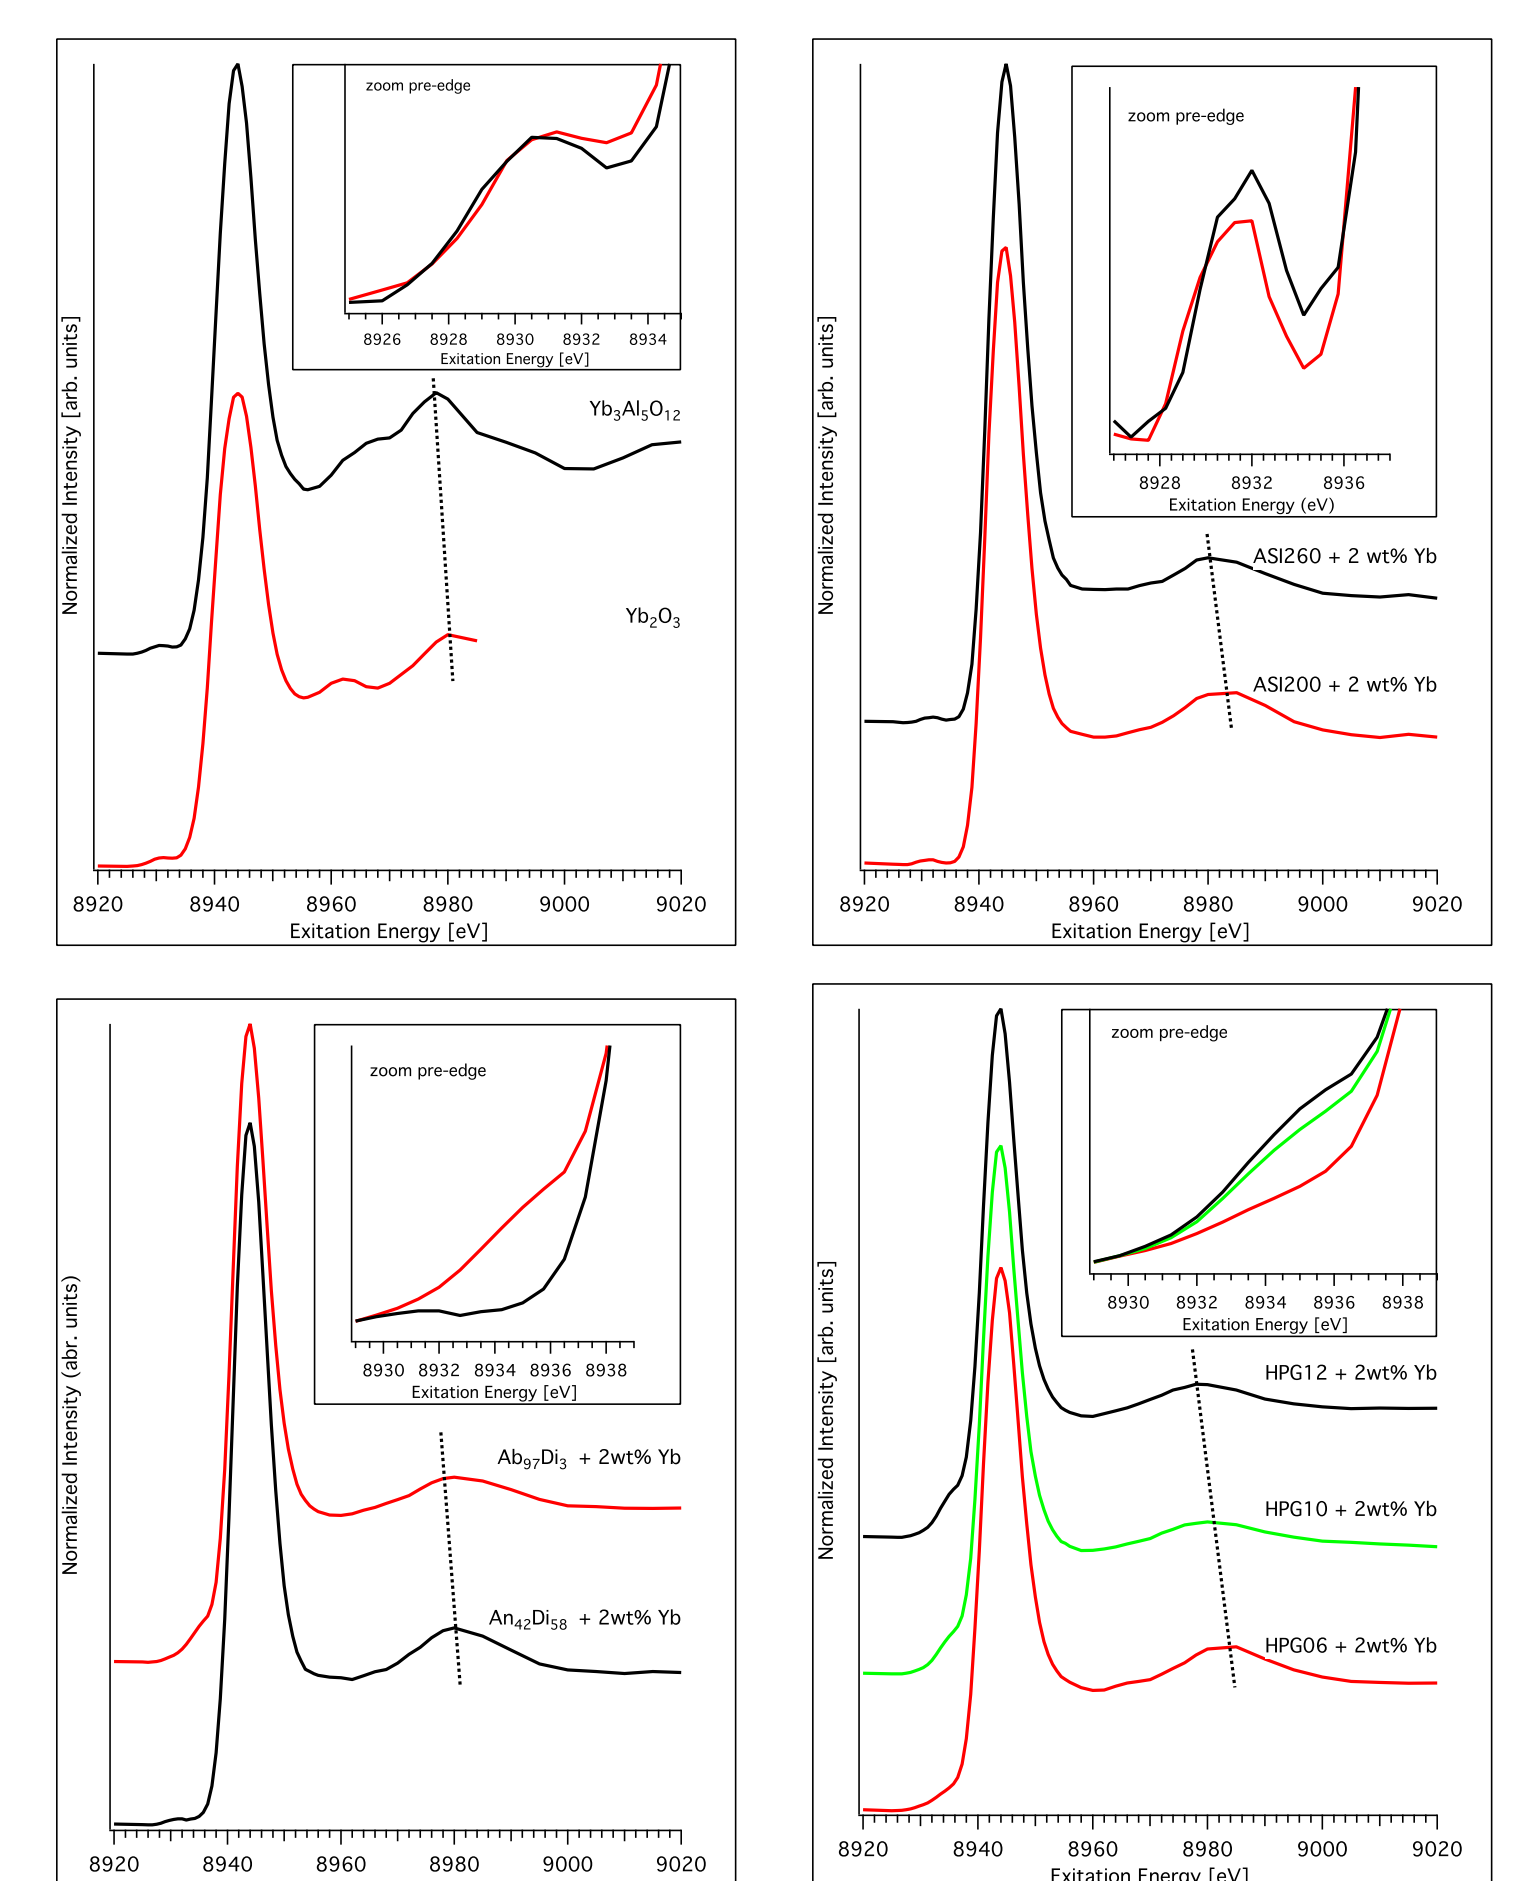 zoom pre-edge
8926 8928 8930 8932 8934
Exitation Energy [eV]
Yb₃Al₅O₁₂
Yb₂O₃
Normalized Intensity [arb. units]
8920 8940 8960 8980 9000 9020
Exitation Energy [eV]
zoom pre-edge
8928 8932 8936
Exitation Energy (eV)
ASI260 + 2 wt% Yb
ASI200 + 2 wt% Yb
Normalized Intensity [arb. units]
8920 8940 8960 8980 9000 9020
Exitation Energy [eV]
zoom pre-edge
8930 8932 8934 8936 8938
Exitation Energy [eV]
Ab₉₇Di₃ + 2wt% Yb
An₄₂Di₅₈ + 2wt% Yb
Normalized Intensity (abr. units)
8920 8940 8960 8980 9000 9020
zoom pre-edge
8930 8932 8934 8936 8938
Exitation Energy [eV]
HPG12 + 2wt% Yb
HPG10 + 2wt% Yb
HPG06 + 2wt% Yb
Normalized Intensity [arb. units]
8920 8940 8960 8980 9000 9020
Exitation Energy [eV]